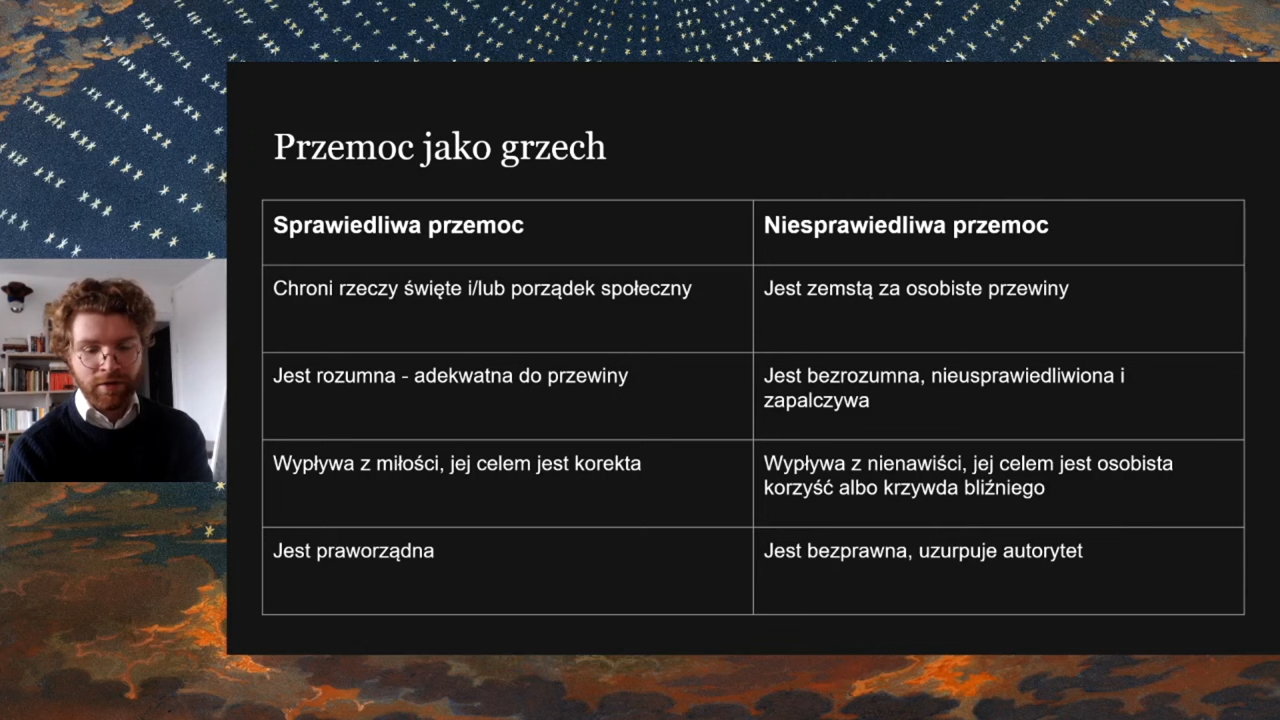 Przemoc jako grzech
Sprawiedliwa przemoc
Niesprawiedliwa przemoc
Chroni rzeczy święte i/lub porządek społeczny
Jest zemstą za osobiste przewiny
Jest rozumna - adekwatna do przewiny
Jest bezrozumna, nieusprawiedliwiona i
zapalczywa
Wypływa z miłości, jej celem jest korekta
Wypływa z nienawiści, jej celem jest osobista
korzyść albo krzywda bliźniego
Jest praworządna
Jest bezprawna, uzurpuje autorytet